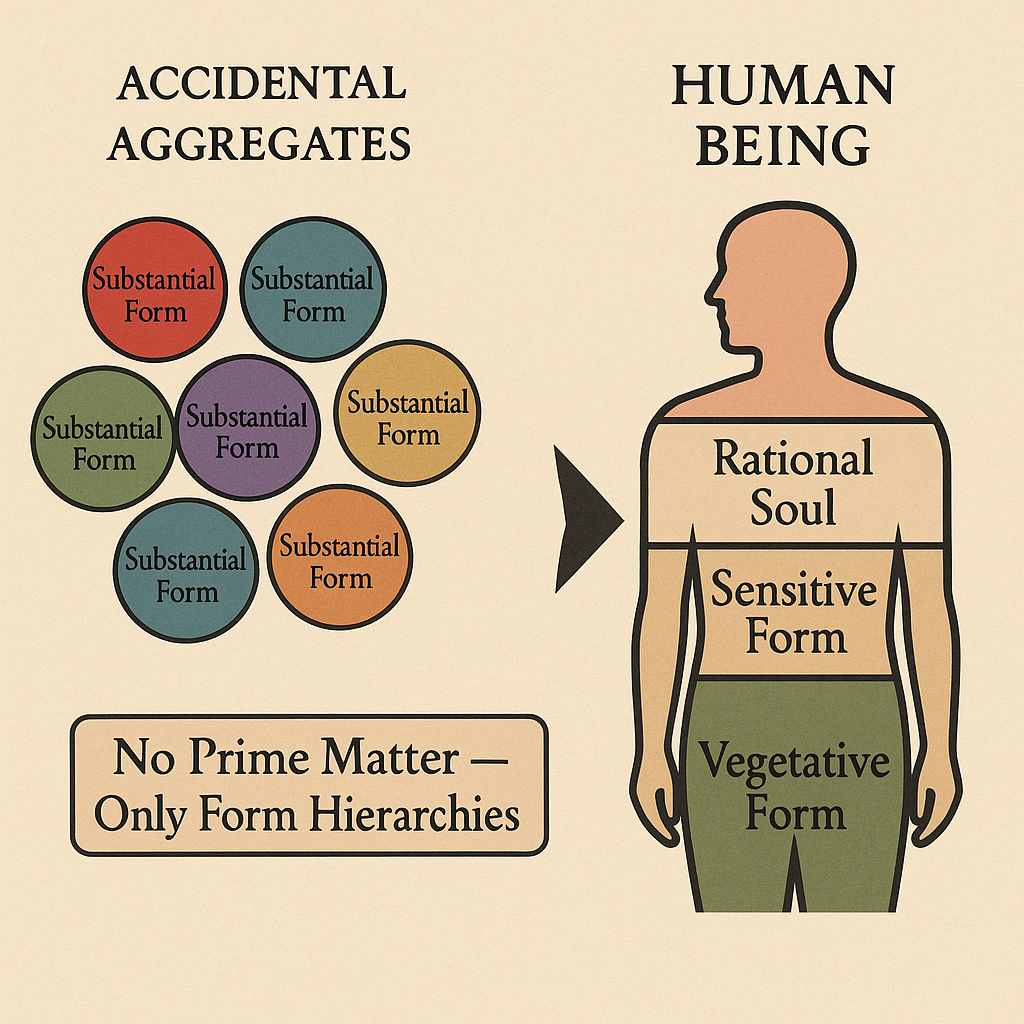 ACCIDENTAL
AGGREGATES
Substantial
Form
Substantial
Form
Substantial
Form
Substantial
Form
Substantial
Form
Substantial
Form
Substantial
Form
No Prime Matter —
Only Form Hierarchies
HUMAN
BEING
Rational
Soul
Sensitive
Form
Vegetative
Form